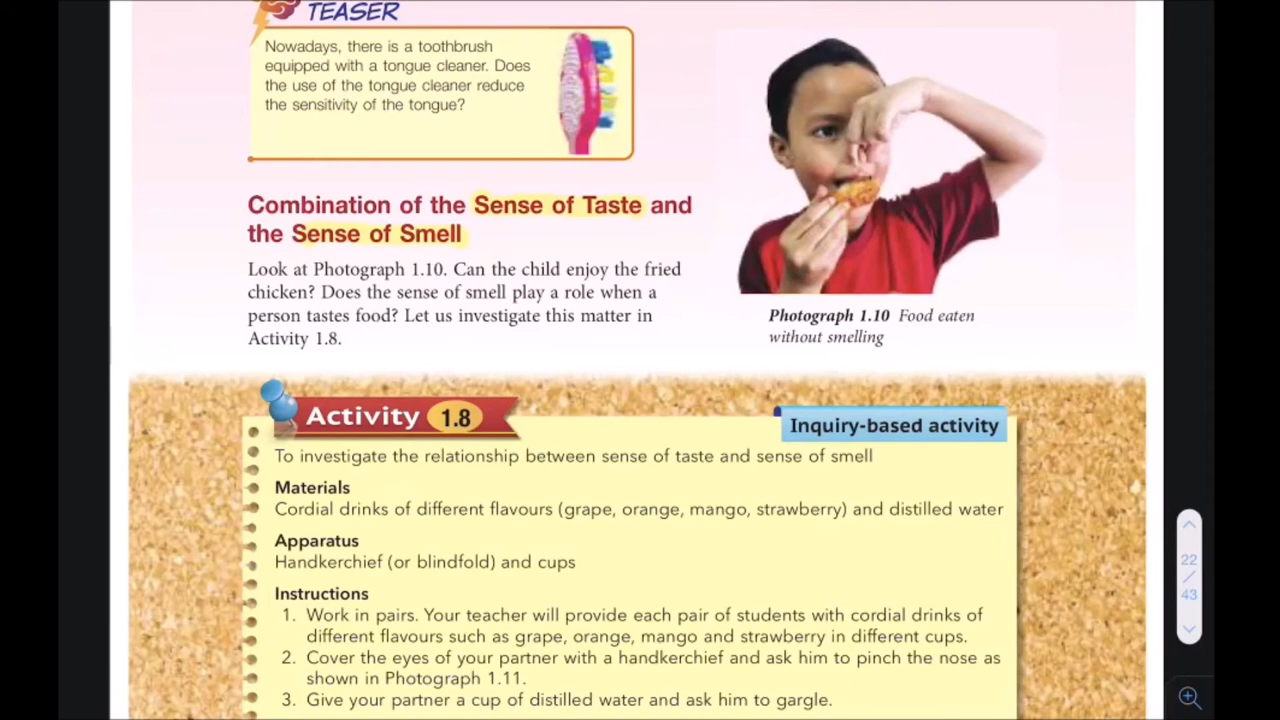 TEASER
Nowadays, there is a toothbrush
equipped with a tongue cleaner. Does
the use of the tongue cleaner reduce
the sensitivity of the tongue?
Combination of the Sense of Taste and
the Sense of Smell
Look at Photograph 1.10. Can the child enjoy the fried
chicken? Does the sense of smell play a role when a
person tastes food? Let us investigate this matter in
Activity 1.8.
Photograph 1.10 Food eaten
without smelling
Activity 1.8
Inquiry-based activity
To investigate the relationship between sense of taste and sense of smell
Materials
Cordial drinks of different flavours (grape, orange, mango, strawberry) and distilled water
Apparatus
Handkerchief (or blindfold) and cups
Instructions
1. Work in pairs. Your teacher will provide each pair of students with cordial drinks of
different flavours such as grape, orange, mango and strawberry in different cups.
2. Cover the eyes of your partner with a handkerchief and ask him to pinch the nose as
shown in Photograph 1.11.
3. Give your partner a cup of distilled water and ask him to gargle.
22
/
43